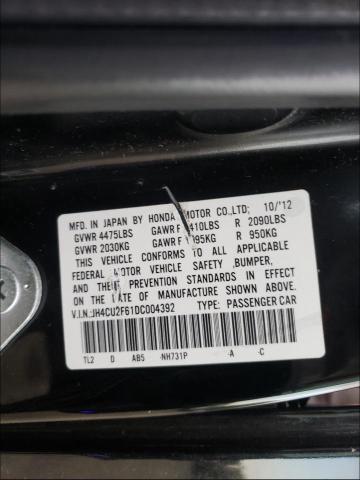 MFD. IN JAPAN BY HONDA MOTOR CO.,LTD; 10/'12
GVWR 4475LBS GAWR F 2410LBS R 2090LBS
GVWR 2030KG GAWR F 1095KG R 950KG
THIS VEHICLE CONFORMS TO ALL APPLICABLE
FEDERAL MOTOR VEHICLE SAFETY ,BUMPER,
AND THEFT PREVENTION STANDARDS IN EFFECT
ON THE DATE OF MANUFACTURE SHOWN ABOVE.
V.I.N.:JH4CU2F61DC004392 TYPE: PASSENGER CAR
TL2 D AB5 -NH731P -A -C